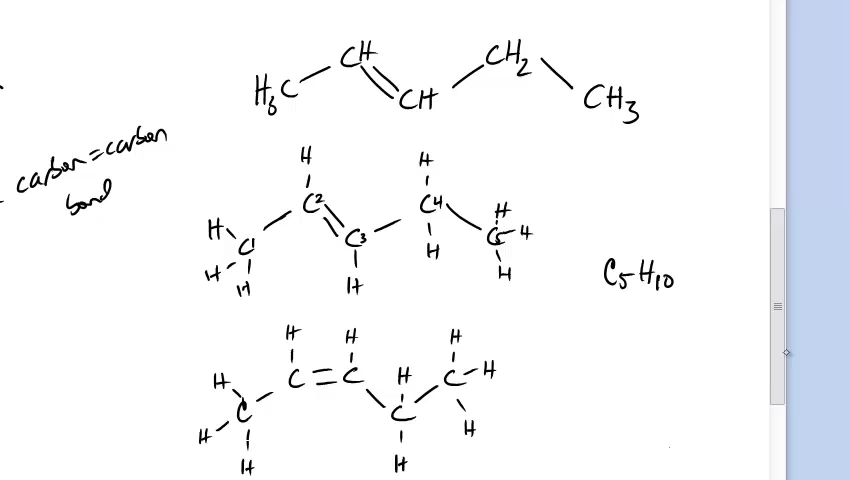 H3C CH CH CH2 CH3
carbon=carbon
bond
H H
H C1 C2 C3 C4 C5 H H
H H H H H
C5H10
H H H
H C C = C H C H
H C H
H H